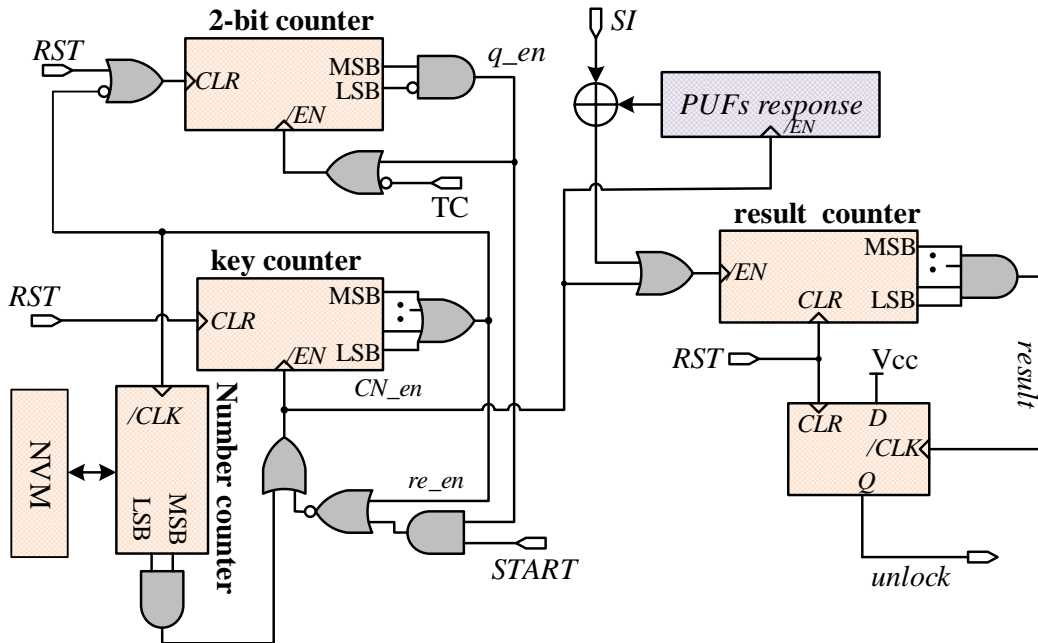 2-bit counter
SI
RST
q_en
CLR
MSB
LSB
/EN
PUFs response
/EN
TC
result counter
key counter
MSB
/EN
LSB
CLR
RST
MSB
CLR
LSB
/EN
CN_en
RST
Vcc
result
/CLK
Number counter
NVM
LSB
MSB
CLR
D
/CLK
Q
re_en
START
unlock